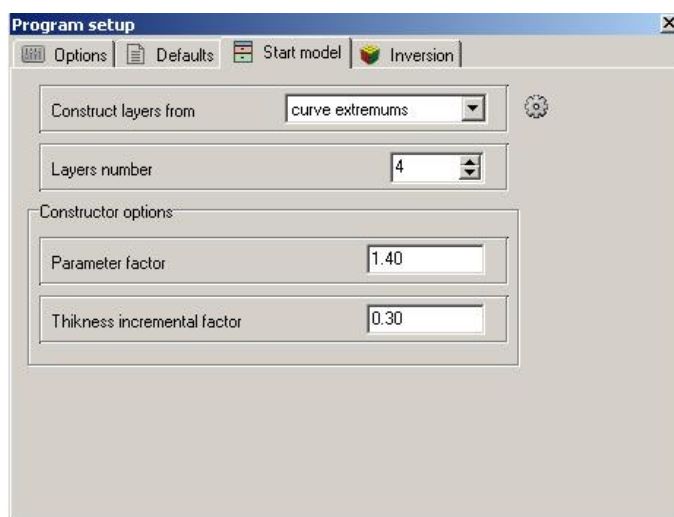 Program setup
Options Defaults Start model Inversion
Construct layers from curve extremums
Layers number 4
Constructor options
Parameter factor 1.40
Thikness incremental factor 0.30